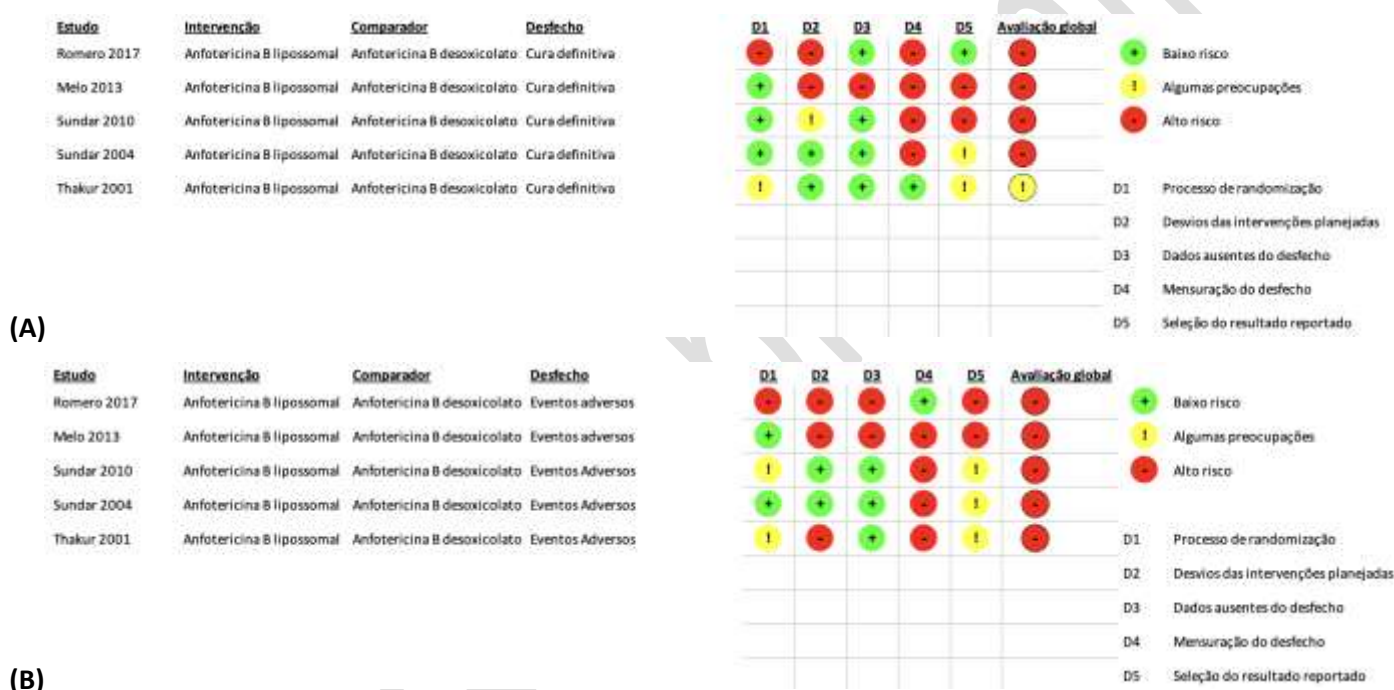 Estudo Intervenção Comparador Desfecho D1 D2 D3 D4 D5 Avaliação global
Romero 2017 Anfotericina B lipossomal Anfotericina B desoxicolato Cura definitiva - - + - + - + Baixo risco
Melo 2013 Anfotericina B lipossomal Anfotericina B desoxicolato Cura definitiva + - - - - - ! Algumas preocupações
Sundar 2010 Anfotericina B lipossomal Anfotericina B desoxicolato Cura definitiva + ! + - - - - Alto risco
Sundar 2004 Anfotericina B lipossomal Anfotericina B desoxicolato Cura definitiva + + + - ! -
Thakur 2001 Anfotericina B lipossomal Anfotericina B desoxicolato Cura definitiva ! + + + ! ! D1 Processo de randomização
D2 Desvios das intervenções planejadas
D3 Dados ausentes do desfecho
D4 Mensuração do desfecho
(A) D5 Seleção do resultado reportado
Estudo Intervenção Comparador Desfecho D1 D2 D3 D4 D5 Avaliação global
Romero 2017 Anfotericina B lipossomal Anfotericina B desoxicolato Eventos adversos - - - + - - + Baixo risco
Melo 2013 Anfotericina B lipossomal Anfotericina B desoxicolato Eventos adversos + - - - - - ! Algumas preocupações
Sundar 2010 Anfotericina B lipossomal Anfotericina B desoxicolato Eventos Adversos ! + + - ! - - Alto risco
Sundar 2004 Anfotericina B lipossomal Anfotericina B desoxicolato Eventos Adversos + + + - ! -
Thakur 2001 Anfotericina B lipossomal Anfotericina B desoxicolato Eventos Adversos ! - + - ! - D1 Processo de randomização
D2 Desvios das intervenções planejadas
D3 Dados ausentes do desfecho
D4 Mensuração do desfecho
(B) D5 Seleção do resultado reportado